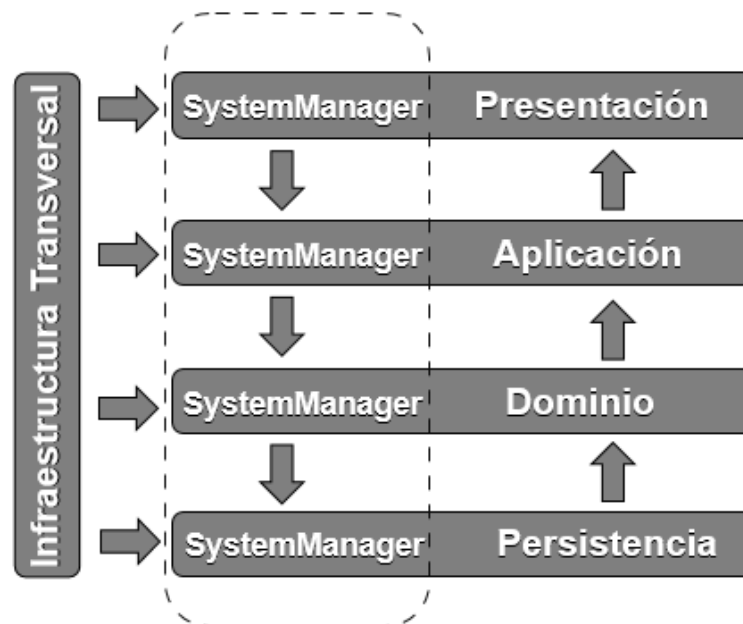 Infraestructura Transversal
SystemManager Presentación
SystemManager Aplicación
SystemManager Dominio
SystemManager Persistencia